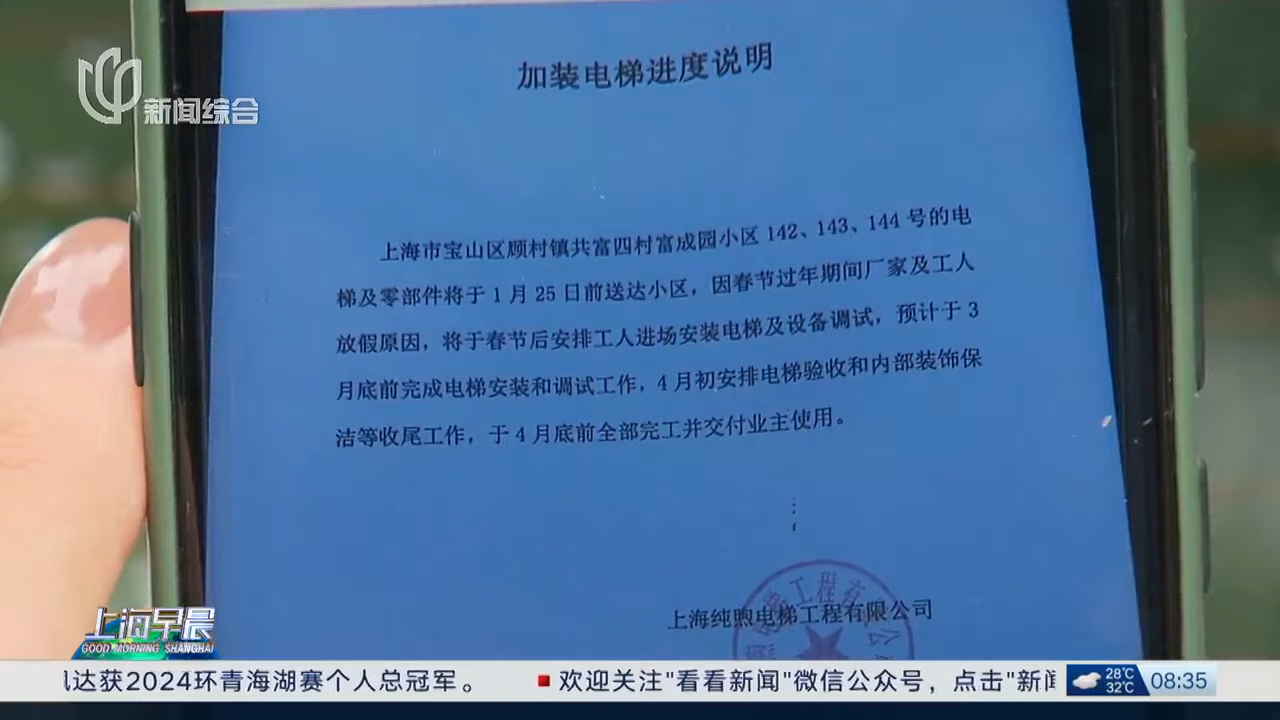 新闻综合
加装电梯进度说明
上海市宝山区顾村镇共富四村富成园小区 142、143、144 号的电
梯及零部件将于 1 月 25 日前送达小区，因春节过年期间厂家及工人
放假原因，将于春节后安排工人进场安装电梯及设备调试，预计于 3
月底前完成电梯安装和调试工作，4 月初安排电梯验收和内部装饰保
洁等收尾工作，于 4 月底前全部完工并交付业主使用。
工程有
上海纯煦电梯工程有限公司
上海早晨
GOOD MORNING SHANGHAI
达获2024环青海湖赛个人总冠军。 欢迎关注"看看新闻"微信公众号，点击"新闻
28℃
32℃
08:35